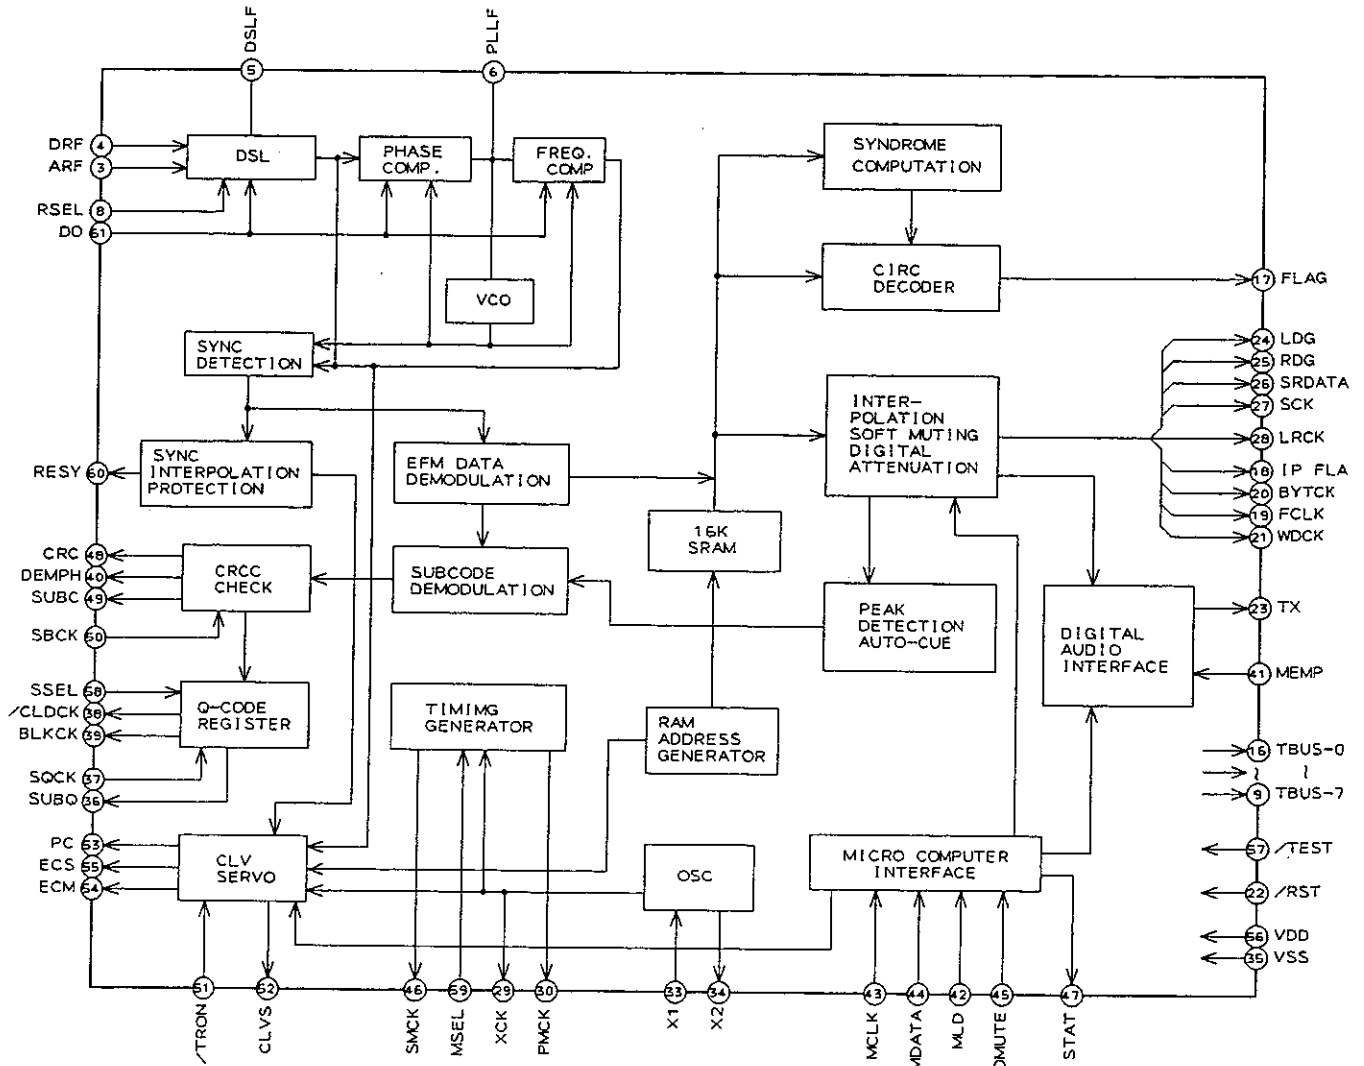 DSLF
PLLF
5
6
DRF 4
ARF 3
RSEL 8
DO 61
DSL
PHASE
COMP.
FREQ.
COMP
VCO
SYNDROME
COMPUTATION
CIRC
DECODER
17 FLAG
SYNC
DETECTION
24 LDG
25 RDG
26 SRDATA
27 SCK
28 LRCK
18 IP FLA
20 BYTCK
19 FCLK
21 WDCK
INTER-
POLATION
SOFT MUTING
DIGITAL
ATTENUATION
RESY 60
SYNC
INTERPOLATION
PROTECTION
EFM DATA
DEMODULATION
16K
SRAM
CRC 48
DEMPH 40
SUBC 49
SBCK 50
CRCC
CHECK
SUBCODE
DEMODULATION
PEAK
DETECTION
AUTO-CUE
DIGITAL
AUDIO
INTERFACE
23 TX
41 MEMP
SSEL 58
/CLDCK 38
BLKCK 39
SQCK 37
SUBQ 36
Q-CODE
REGISTER
TIMIMG
GENERATOR
RAM
ADDRESS
GENERATOR
16 TBUS-0
~ ~
9 TBUS-7
PC 53
ECS 55
ECM 54
CLV
SERVO
OSC
MICRO COMPUTER
INTERFACE
57 /TEST
22 /RST
56 VDD
35 VSS
51
52
46
59
29
30
33
34
43
44
42
45
47
/TRON
CLVS
SMCK
MSEL
XCK
PMCK
X1
X2
MCLK
MDATA
MLD
DMUTE
STAT